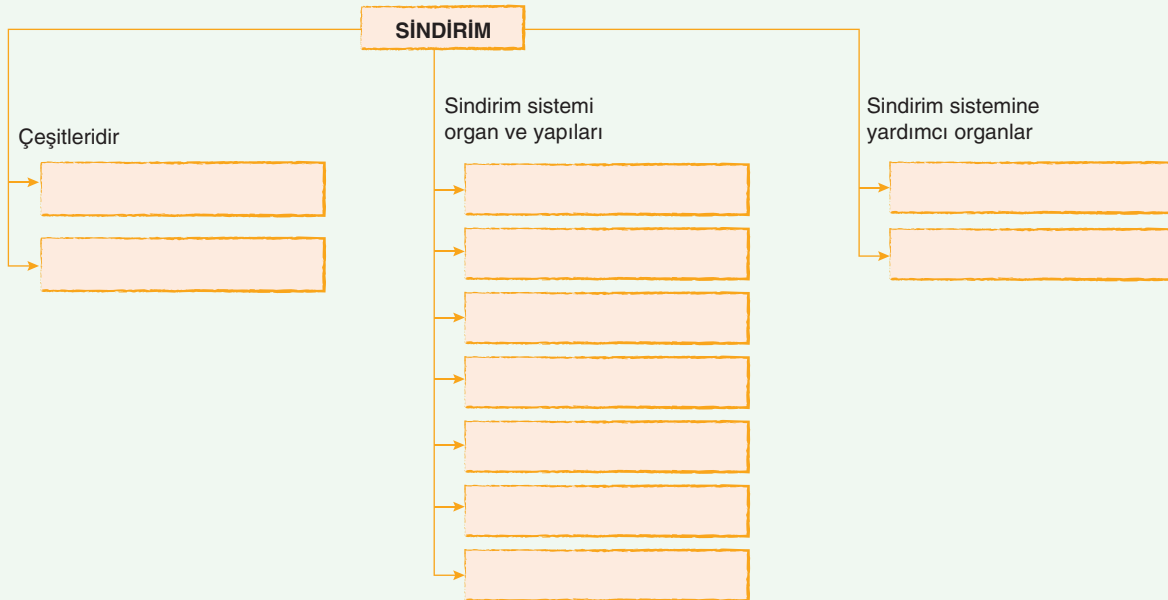 SİNDİRİM
Çeşitleridir
Sindirim sistemi
organ ve yapıları
Sindirim sistemine
yardımcı organlar